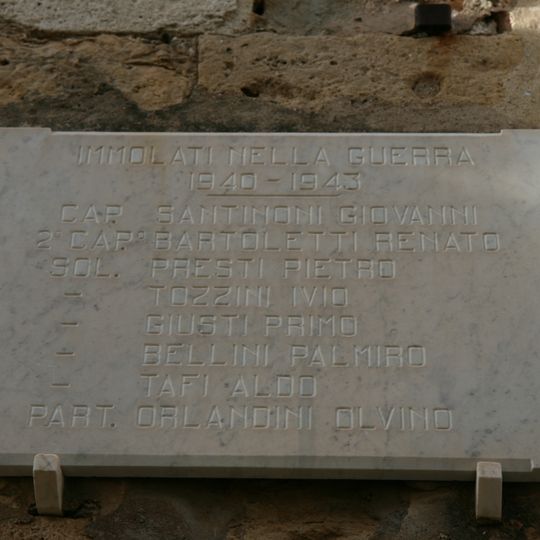 IMMOLATI NELLA GUERRA
1940 - 1943
CAP. SANTINONI GIOVANNI
2° CAP° BARTOLETTI RENATO
SOL. PRESTI PIETRO
- TOZZINI IVIO
- GIUSTI PRIMO
- BELLINI PALMIRO
- TAFI ALDO
PART. ORLANDINI OLVINO